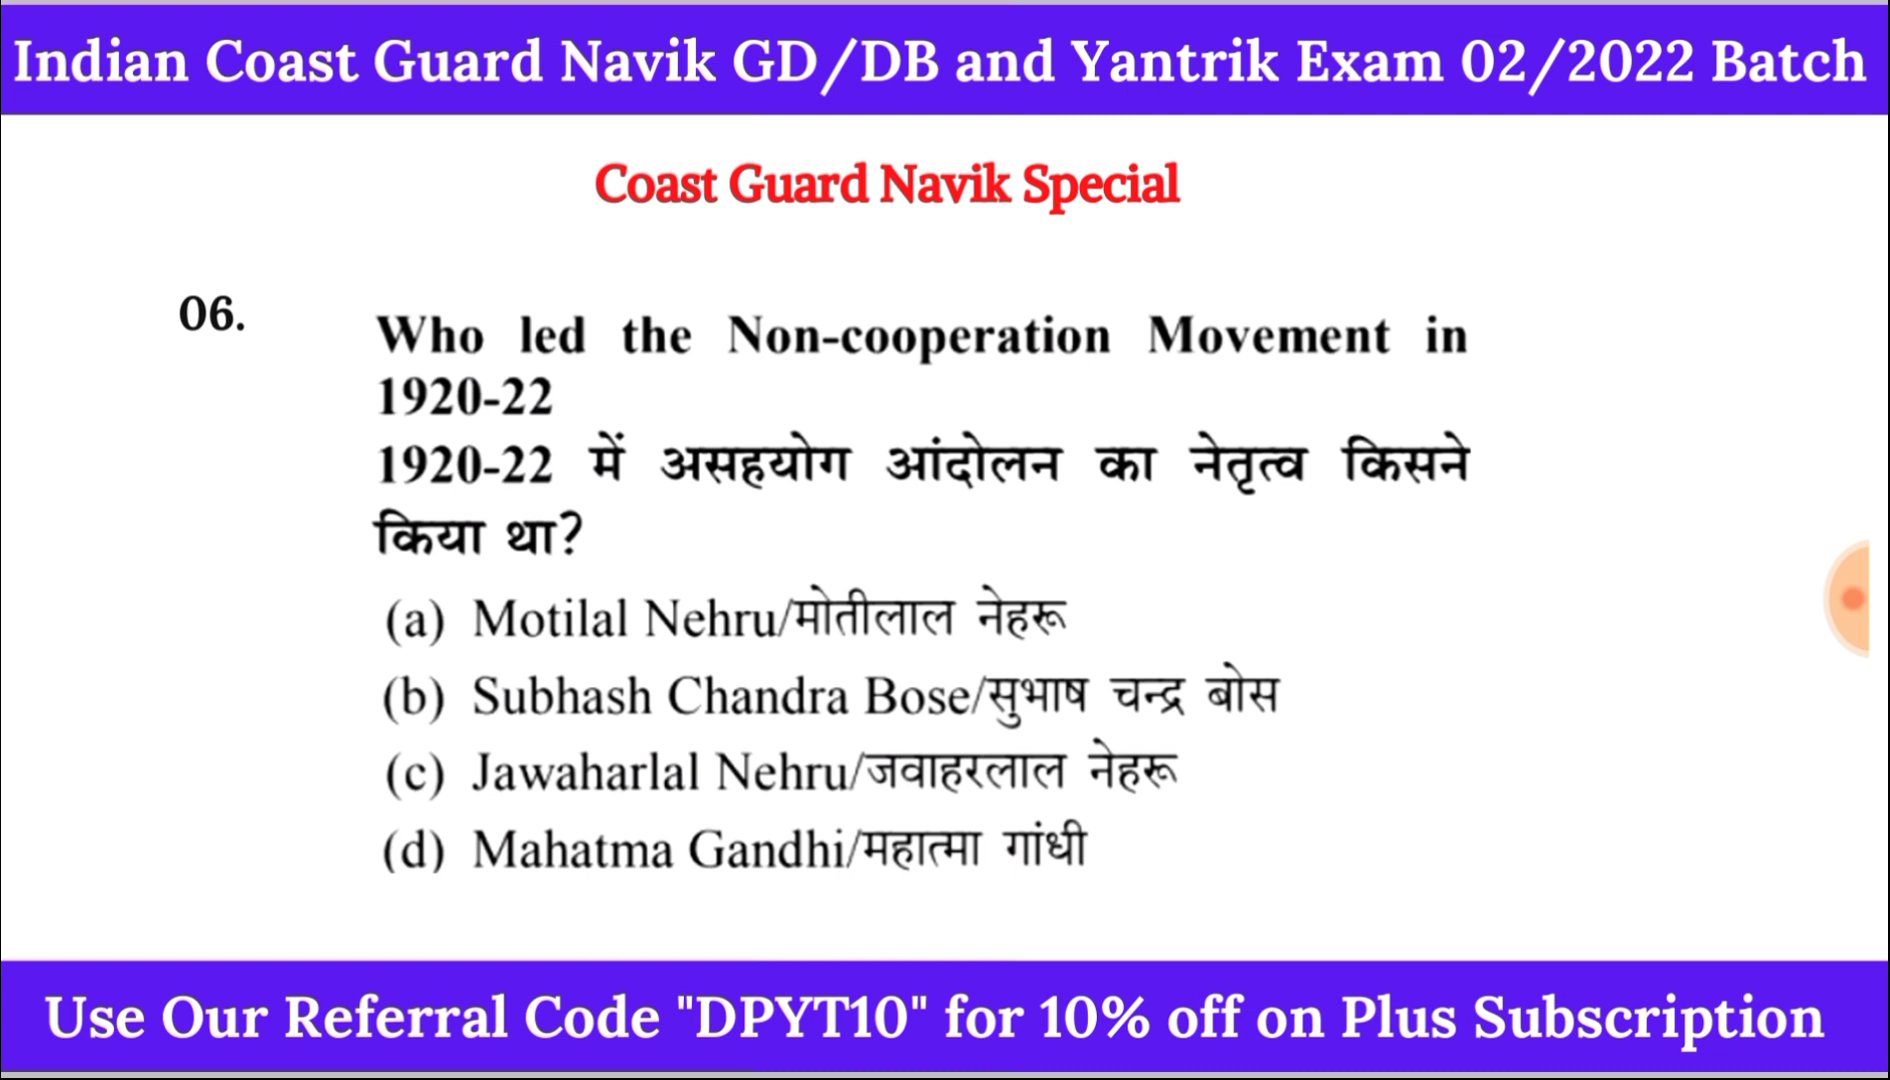 Indian Coast Guard Navik GD/DB and Yantrik Exam 02/2022 Batch
Coast Guard Navik Special
06.
Who led the Non-cooperation Movement in
1920-22
1920-22 में असहयोग आंदोलन का नेतृत्व किसने
किया था?
(a) Motilal Nehru/मोतीलाल नेहरू
(b) Subhash Chandra Bose/सुभाष चन्द्र बोस
(c) Jawaharlal Nehru/जवाहरलाल नेहरू
(d) Mahatma Gandhi/महात्मा गांधी
Use Our Referral Code "DPYT10" for 10% off on Plus Subscription